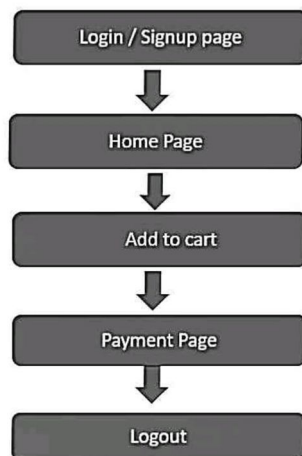 Login / Signup page
Home Page
Add to cart
Payment Page
Logout